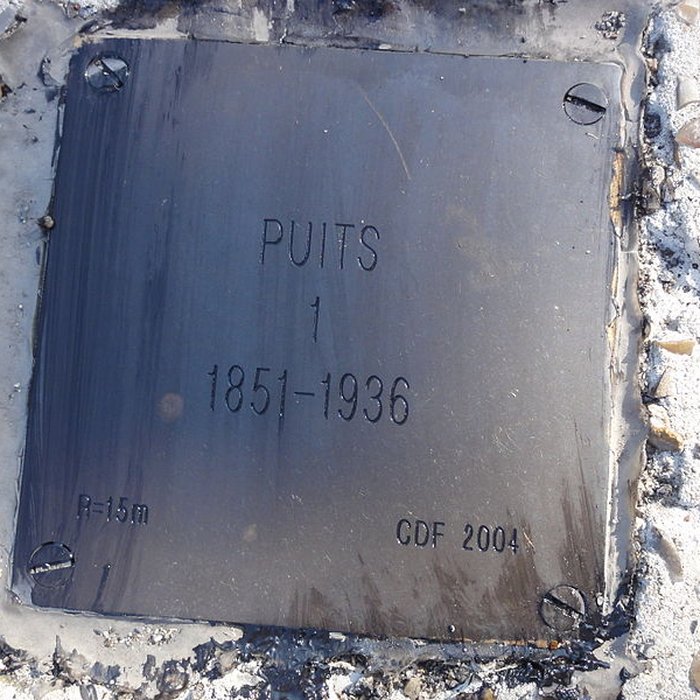 PUITS
1
1851-1936
R=15m
CDF 2004